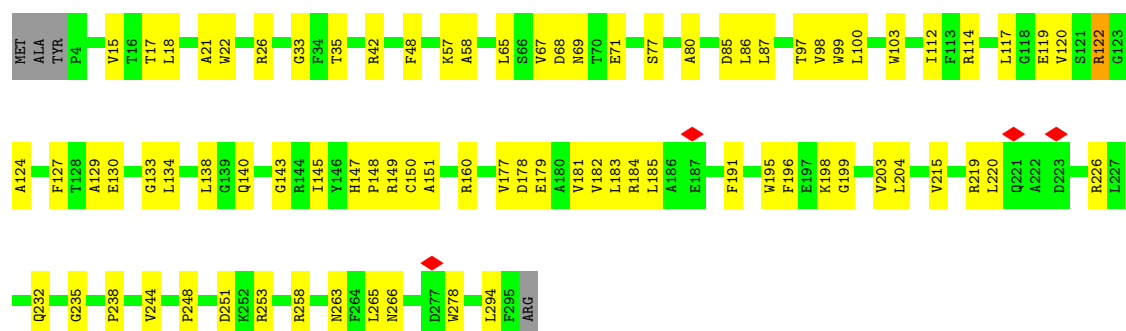 MET ALA TYR P4 V15 T16 T17 L18 A21 W22 R26 G33 F34 T35 R42 F48 K57 A58 L65 S66 V67 D68 N69 T70 E71 S77 A80 D85 L86 L87 T97 V98 W99 L100 W103 I112 F113 R114 L117 G118 E119 V120 S121 R122 G123
A124 F127 T128 A129 E130 G133 L134 L138 G139 Q140 G143 R144 I145 Y146 H147 P148 R149 C150 A151 R160 V177 D178 E179 A180 V181 V182 L183 R184 L185 A186 E187 F191 W195 F196 E197 K198 G199 V203 L204 V215 R219 L220 Q221 A222 D223 R226 L227
Q232 G235 P238 V244 P248 D251 K252 R253 R258 N263 F264 L265 N266 D277 W278 L294 F295 ARG